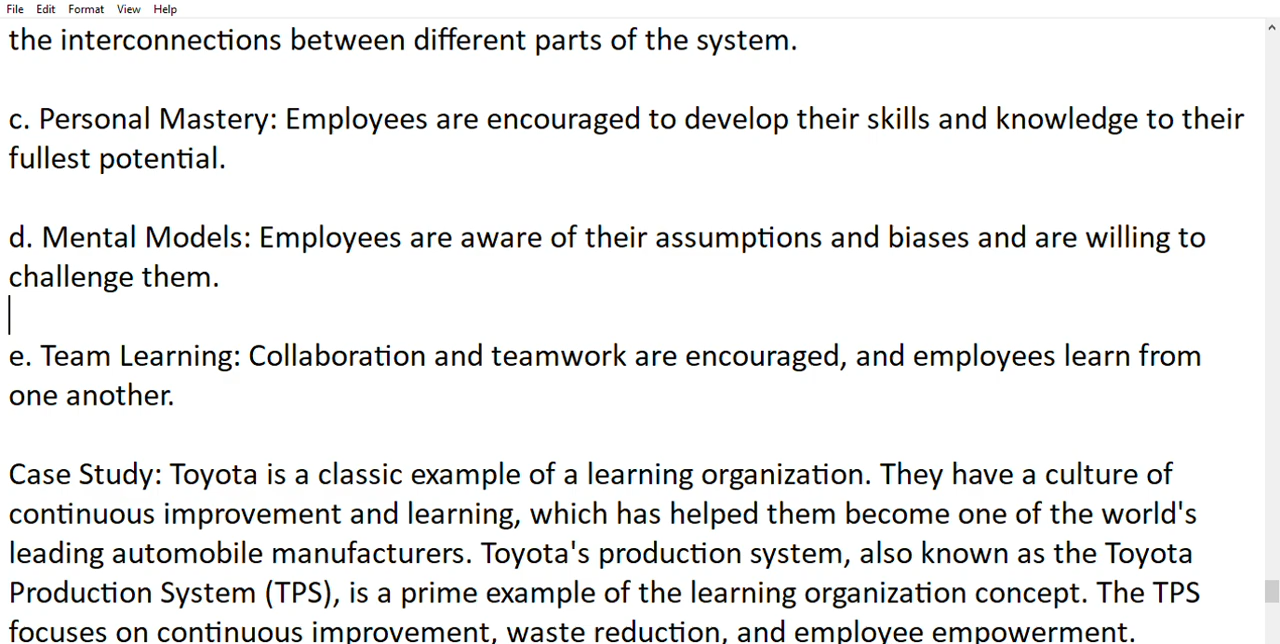 File Edit Format View Help
the interconnections between different parts of the system.
c. Personal Mastery: Employees are encouraged to develop their skills and knowledge to their
fullest potential.
d. Mental Models: Employees are aware of their assumptions and biases and are willing to
challenge them.
e. Team Learning: Collaboration and teamwork are encouraged, and employees learn from
one another.
Case Study: Toyota is a classic example of a learning organization. They have a culture of
continuous improvement and learning, which has helped them become one of the world's
leading automobile manufacturers. Toyota's production system, also known as the Toyota
Production System (TPS), is a prime example of the learning organization concept. The TPS
focuses on continuous improvement, waste reduction, and employee empowerment.